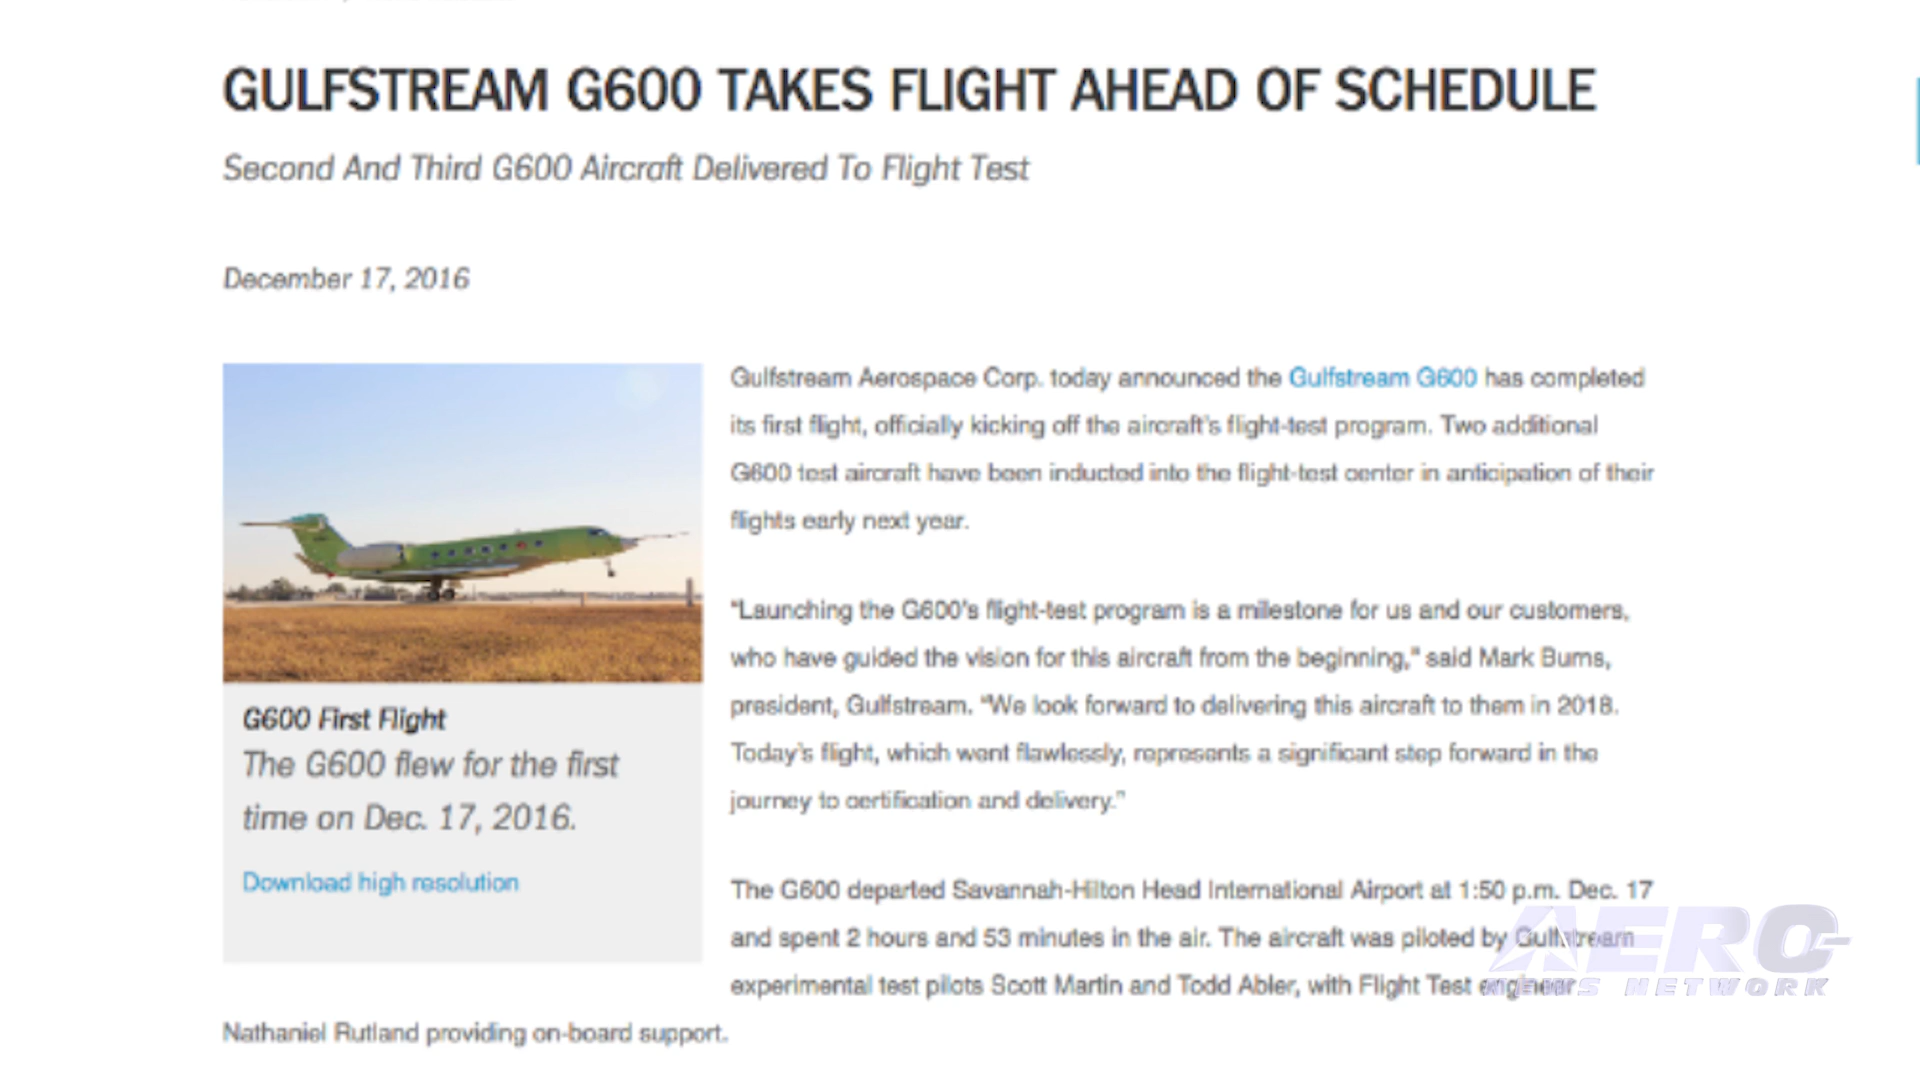 GULFSTREAM G600 TAKES FLIGHT AHEAD OF SCHEDULE
Second And Third G600 Aircraft Delivered To Flight Test
December 17, 2016
G600 First Flight
The G600 flew for the first
time on Dec. 17, 2016.
Download high resolution
Gulfstream Aerospace Corp. today announced the Gulfstream G600 has completed
its first flight, officially kicking off the aircraft's flight-test program. Two additional
G600 test aircraft have been inducted into the flight-test center in anticipation of their
flights early next year.
"Launching the G600's flight-test program is a milestone for us and our customers,
who have guided the vision for this aircraft from the beginning," said Mark Burns,
president, Gulfstream. "We look forward to delivering this aircraft to them in 2018.
Today's flight, which went flawlessly, represents a significant step forward in the
journey to certification and delivery."
The G600 departed Savannah-Hilton Head International Airport at 1:50 p.m. Dec. 17
and spent 2 hours and 53 minutes in the air. The aircraft was piloted by Gulfstream
experimental test pilots Scott Martin and Todd Abler, with Flight Test engineer
Nathaniel Rutland providing on-board support.
AERO-
NEWS NETWORK